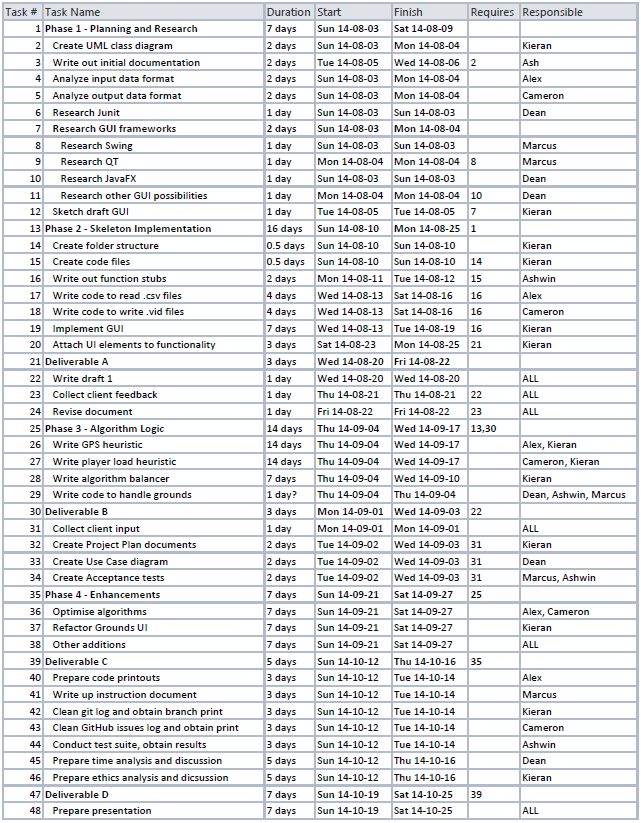 Task # Task Name Duration Start Finish Requires Responsible
1 Phase 1 - Planning and Research 7 days Sun 14-08-03 Sat 14-08-09
2 Create UML class diagram 2 days Sun 14-08-03 Mon 14-08-04 Kieran
3 Write out initial documentation 2 days Tue 14-08-05 Wed 14-08-06 2 Ash
4 Analyze input data format 2 days Sun 14-08-03 Mon 14-08-04 Alex
5 Analyze output data format 2 days Sun 14-08-03 Mon 14-08-04 Cameron
6 Research Junit 1 day Sun 14-08-03 Sun 14-08-03 Dean
7 Research GUI frameworks 2 days Sun 14-08-03 Mon 14-08-04
8 Research Swing 1 day Sun 14-08-03 Sun 14-08-03 Marcus
9 Research QT 1 day Mon 14-08-04 Mon 14-08-04 8 Marcus
10 Research JavaFX 1 day Sun 14-08-03 Sun 14-08-03 Dean
11 Research other GUI possibilities 1 day Mon 14-08-04 Mon 14-08-04 10 Dean
12 Sketch draft GUI 1 day Tue 14-08-05 Tue 14-08-05 7 Kieran
13 Phase 2 - Skeleton Implementation 16 days Sun 14-08-10 Mon 14-08-25 1
14 Create folder structure 0.5 days Sun 14-08-10 Sun 14-08-10 Kieran
15 Create code files 0.5 days Sun 14-08-10 Sun 14-08-10 14 Kieran
16 Write out function stubs 2 days Mon 14-08-11 Tue 14-08-12 15 Ashwin
17 Write code to read .csv files 4 days Wed 14-08-13 Sat 14-08-16 16 Alex
18 Write code to write .vid files 4 days Wed 14-08-13 Sat 14-08-16 16 Cameron
19 Implement GUI 7 days Wed 14-08-13 Tue 14-08-19 16 Kieran
20 Attach UI elements to functionality 3 days Sat 14-08-23 Mon 14-08-25 21 Kieran
21 Deliverable A 3 days Wed 14-08-20 Fri 14-08-22
22 Write draft 1 1 day Wed 14-08-20 Wed 14-08-20 ALL
23 Collect client feedback 1 day Thu 14-08-21 Thu 14-08-21 22 ALL
24 Revise document 1 day Fri 14-08-22 Fri 14-08-22 23 ALL
25 Phase 3 - Algorithm Logic 14 days Thu 14-09-04 Wed 14-09-17 13,30
26 Write GPS heuristic 14 days Thu 14-09-04 Wed 14-09-17 Alex, Kieran
27 Write player load heuristic 14 days Thu 14-09-04 Wed 14-09-17 Cameron, Kieran
28 Write algorithm balancer 7 days Thu 14-09-04 Wed 14-09-10 Kieran
29 Write code to handle grounds 1 day? Thu 14-09-04 Thu 14-09-04 Dean, Ashwin, Marcus
30 Deliverable B 3 days Mon 14-09-01 Wed 14-09-03 22
31 Collect client input 1 day Mon 14-09-01 Mon 14-09-01 ALL
32 Create Project Plan documents 2 days Tue 14-09-02 Wed 14-09-03 31 Kieran
33 Create Use Case diagram 2 days Tue 14-09-02 Wed 14-09-03 31 Dean
34 Create Acceptance tests 2 days Tue 14-09-02 Wed 14-09-03 31 Marcus, Ashwin
35 Phase 4 - Enhancements 7 days Sun 14-09-21 Sat 14-09-27 25
36 Optimise algorithms 7 days Sun 14-09-21 Sat 14-09-27 Alex, Cameron
37 Refactor Grounds UI 7 days Sun 14-09-21 Sat 14-09-27 Kieran
38 Other additions 7 days Sun 14-09-21 Sat 14-09-27 ALL
39 Deliverable C 5 days Sun 14-10-12 Thu 14-10-16 35
40 Prepare code printouts 3 days Sun 14-10-12 Tue 14-10-14 Alex
41 Write up instruction document 3 days Sun 14-10-12 Tue 14-10-14 Marcus
42 Clean git log and obtain branch print 3 days Sun 14-10-12 Tue 14-10-14 Kieran
43 Clean GitHub issues log and obtain print 3 days Sun 14-10-12 Tue 14-10-14 Cameron
44 Conduct test suite, obtain results 3 days Sun 14-10-12 Tue 14-10-14 Ashwin
45 Prepare time analysis and discussion 5 days Sun 14-10-12 Thu 14-10-16 Dean
46 Prepare ethics analysis and dicsussion 5 days Sun 14-10-12 Thu 14-10-16 Kieran
47 Deliverable D 7 days Sun 14-10-19 Sat 14-10-25 39
48 Prepare presentation 7 days Sun 14-10-19 Sat 14-10-25 ALL